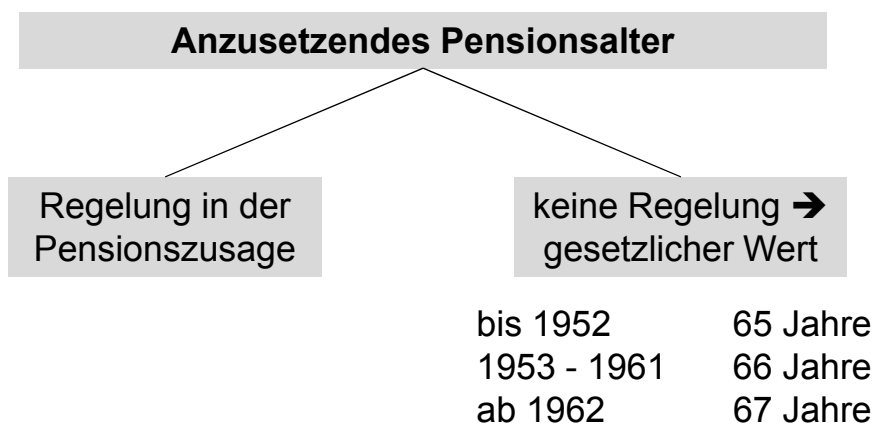 Anzusetzendes Pensionsalter
Regelung in der
Pensionszusage
keine Regelung ➔
gesetzlicher Wert
bis 1952 65 Jahre
1953 - 1961 66 Jahre
ab 1962 67 Jahre